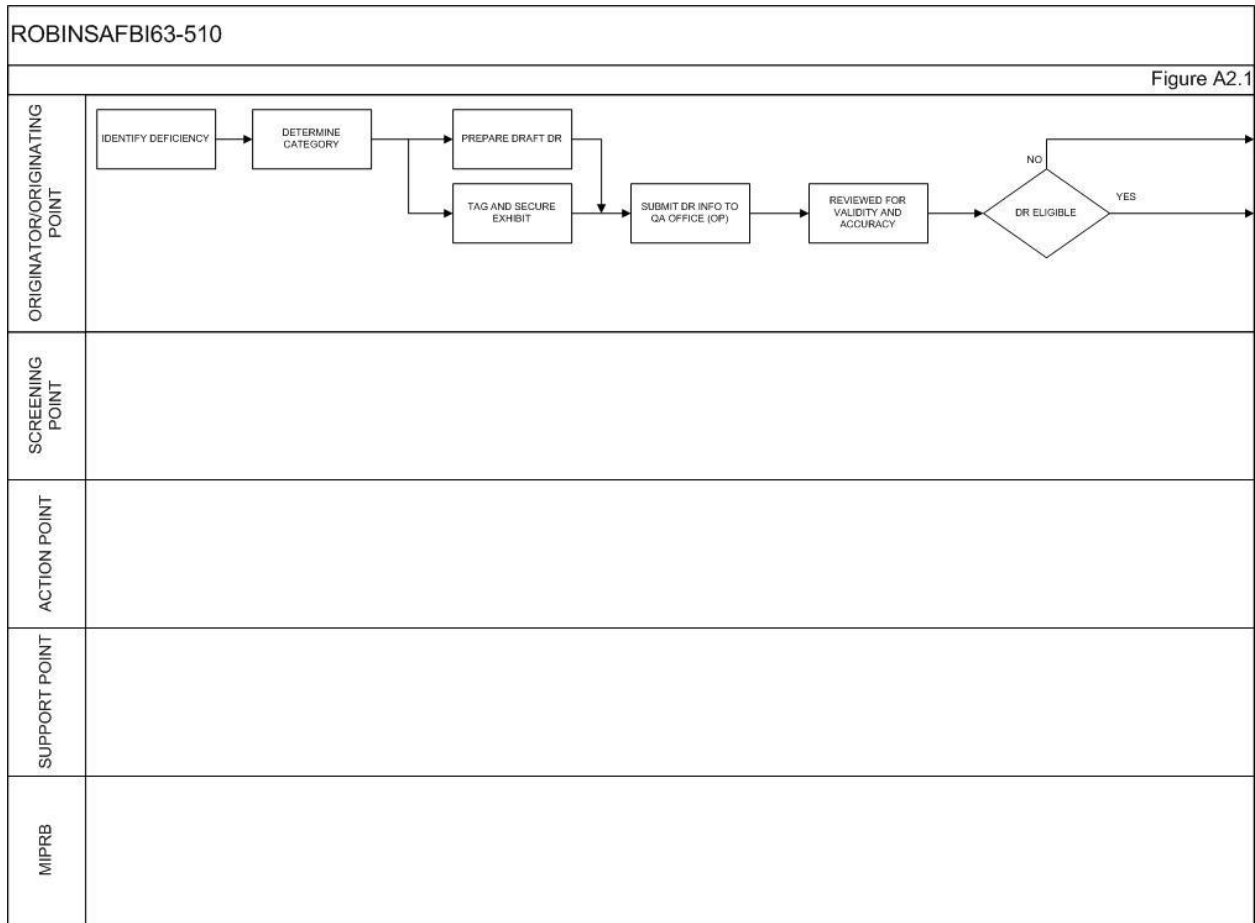 ROBINSAFBI63-510
Figure A2.1
ORIGINATOR/ORIGINATING
POINT
IDENTIFY DEFICIENCY
DETERMINE
CATEGORY
PREPARE DRAFT DR
TAG AND SECURE
EXHIBIT
SUBMIT DR INFO TO
QA OFFICE (OP)
REVIEWED FOR
VALIDITY AND
ACCURACY
DR ELIGIBLE
NO
YES
SCREENING
POINT
ACTION POINT
SUPPORT POINT
MIPRB